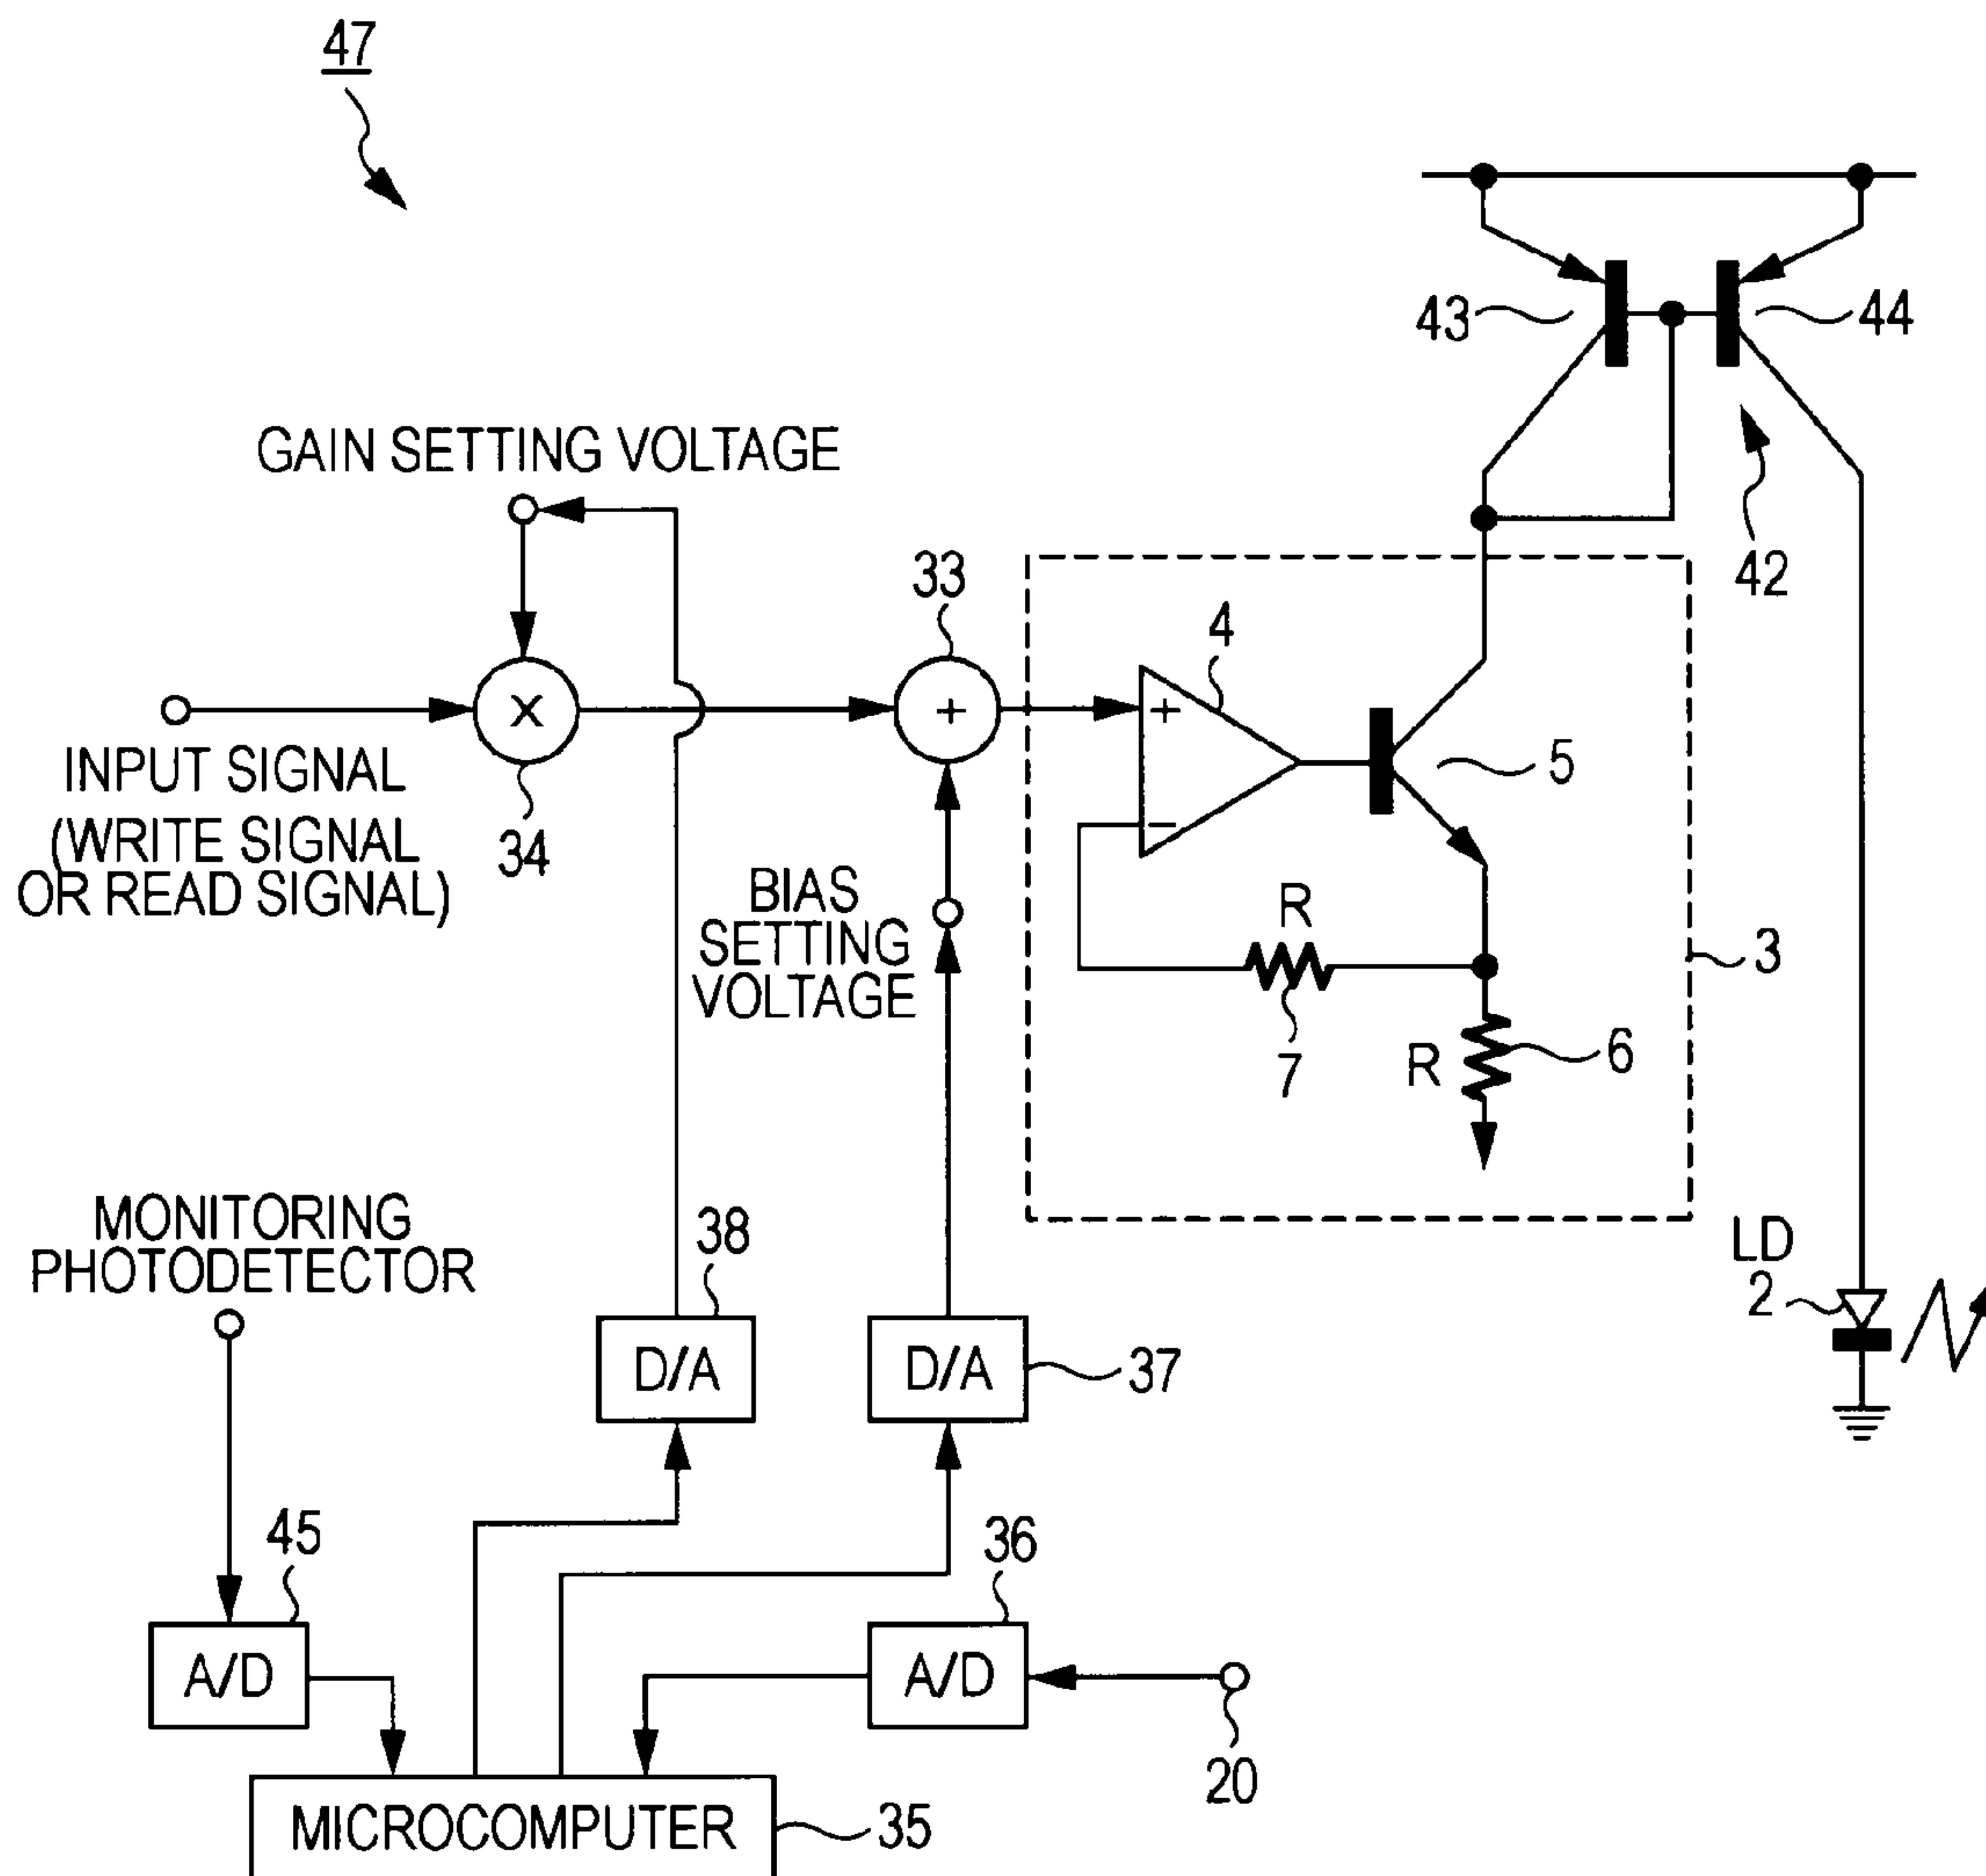 47
43
44
GAIN SETTING VOLTAGE
42
33
4
X
+
+
5
INPUT SIGNAL
(WRITE SIGNAL
OR READ SIGNAL)
34
−
BIAS
SETTING
VOLTAGE
R
3
7
R
6
MONITORING
PHOTODETECTOR
38
LD
2
D/A
D/A
37
45
36
A/D
A/D
20
MICROCOMPUTER
35